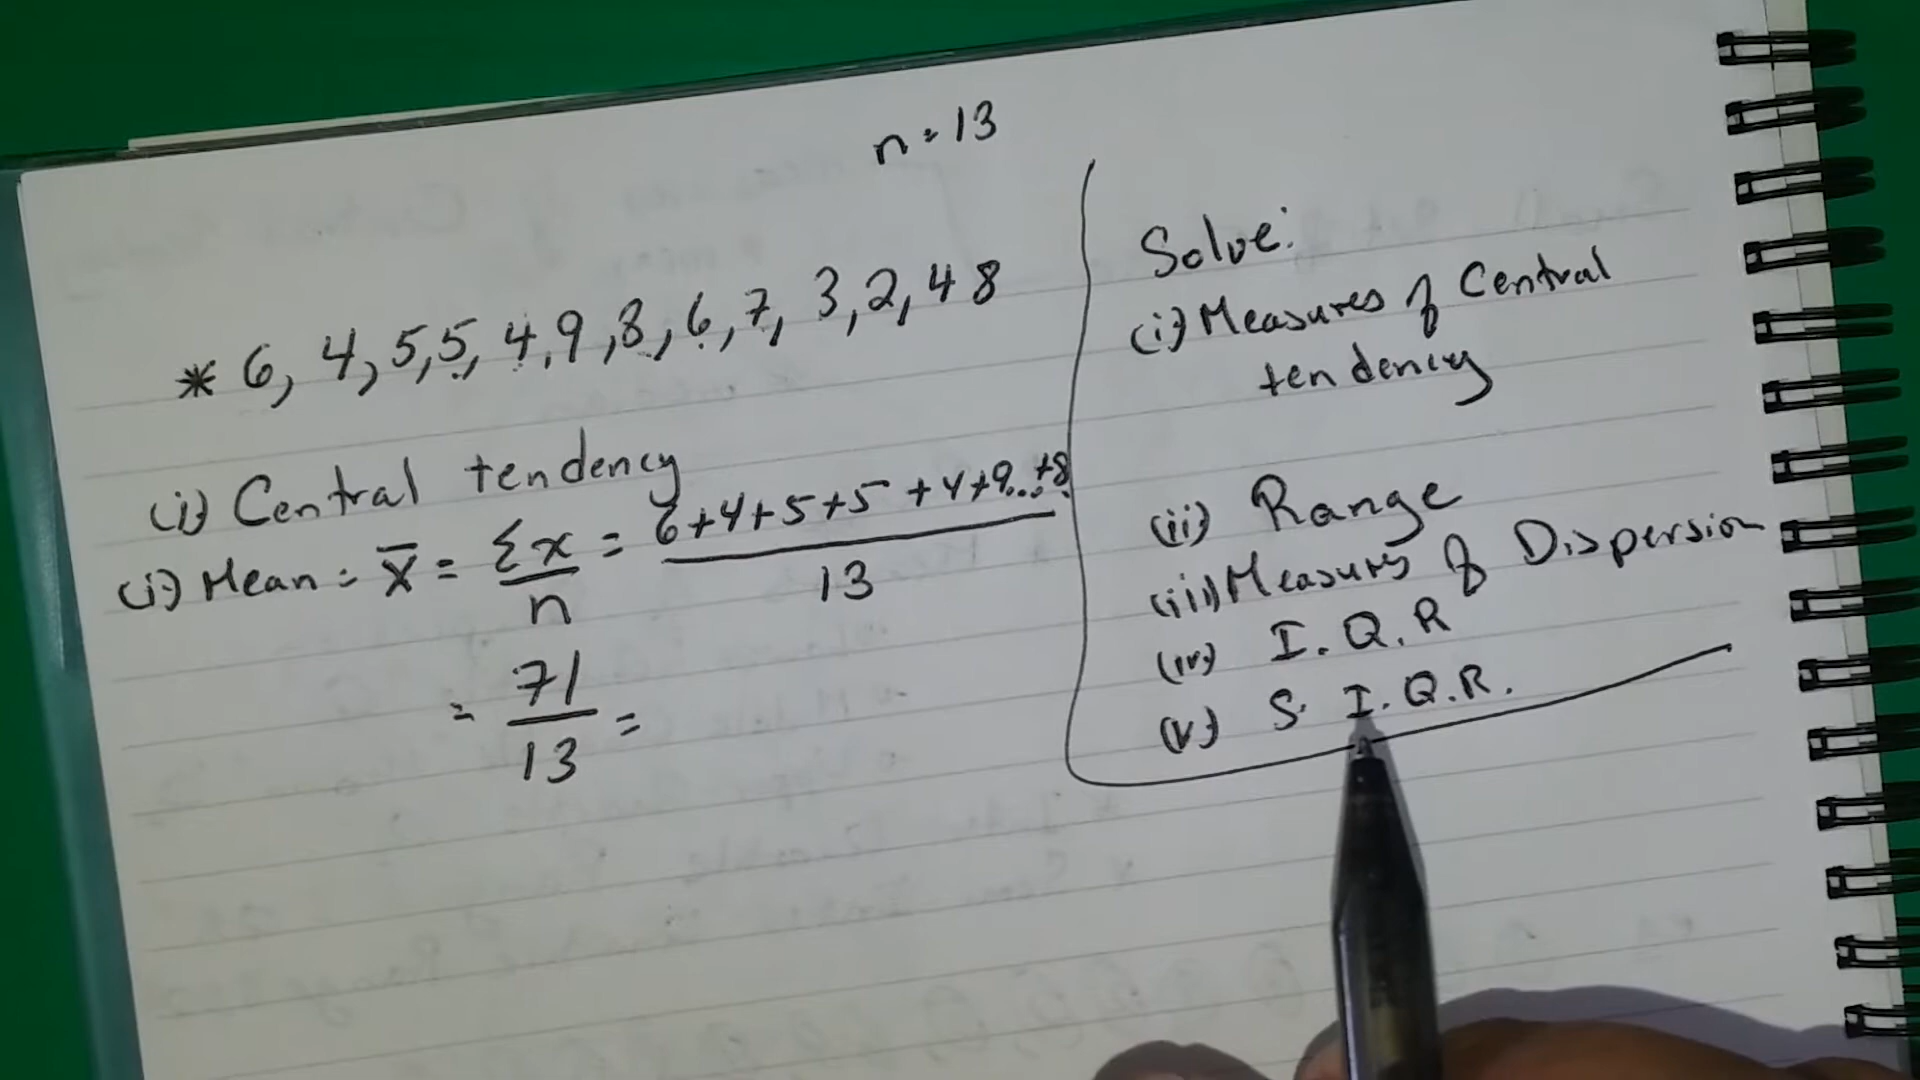 n = 13
* 6, 4, 5, 5, 4, 9, 8, 6, 7, 3, 2, 4 8
(i) Central tendency
(i) Mean = x̅ = Σx/n = 6+4+5+5+4+9...+8/13
= 71/13 =
Solve:
(i) Measures of Central
tendency
(ii) Range
(iii) Measures of Dispersion
(iv) I.Q.R
(v) S. I.Q.R.